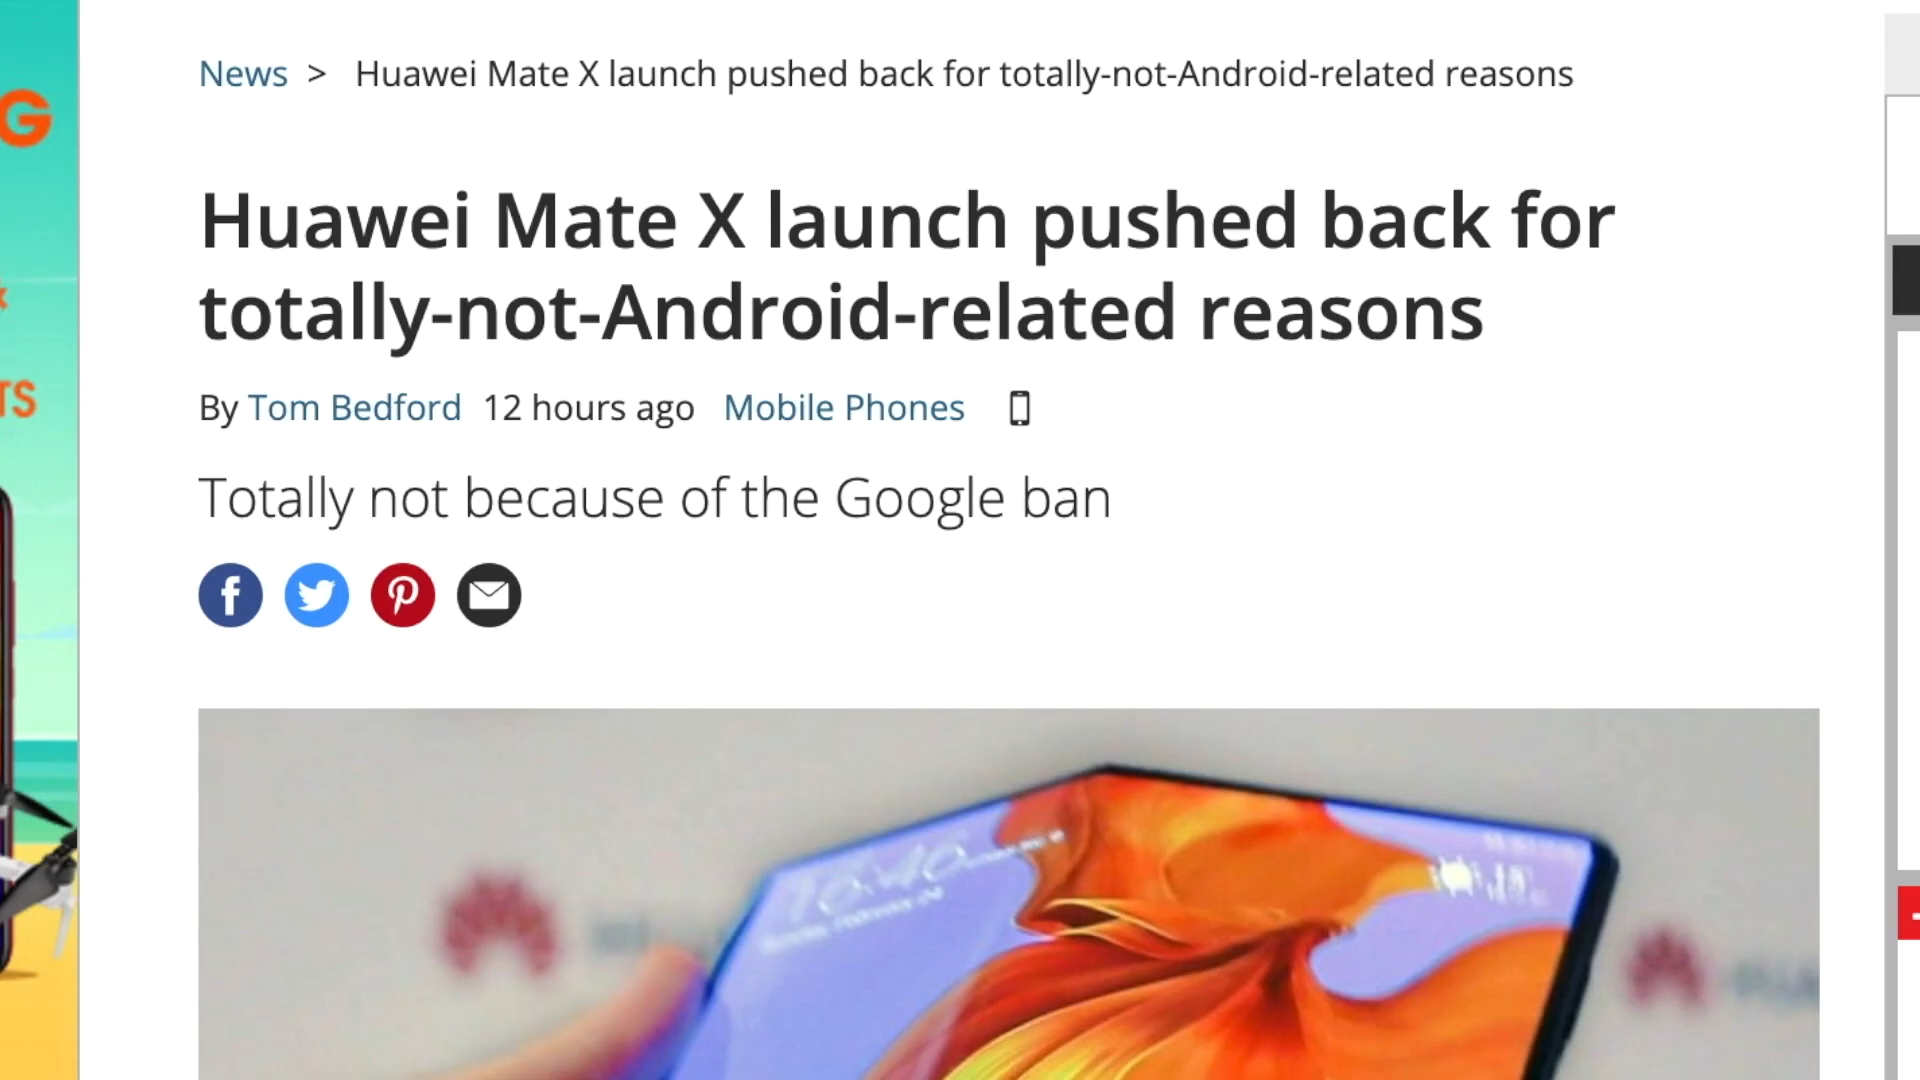 G
TS
News > Huawei Mate X launch pushed back for totally-not-Android-related reasons
Huawei Mate X launch pushed back for
totally-not-Android-related reasons
By Tom Bedford 12 hours ago Mobile Phones
Totally not because of the Google ban